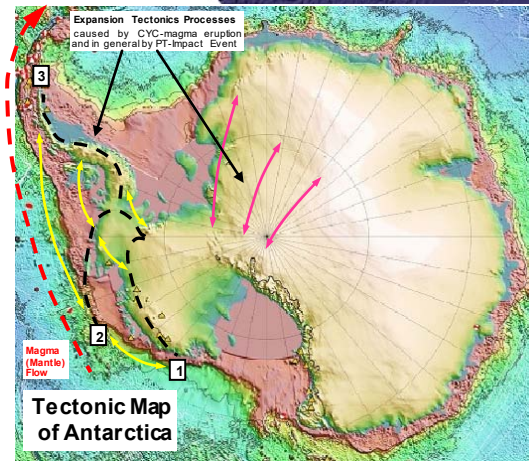 Expansion Tectonics Processes
caused by CYC-magma eruption
and in general by PT-Impact Event
3
2
1
Magma
(Mantle)
Flow
Tectonic Map
of Antarctica